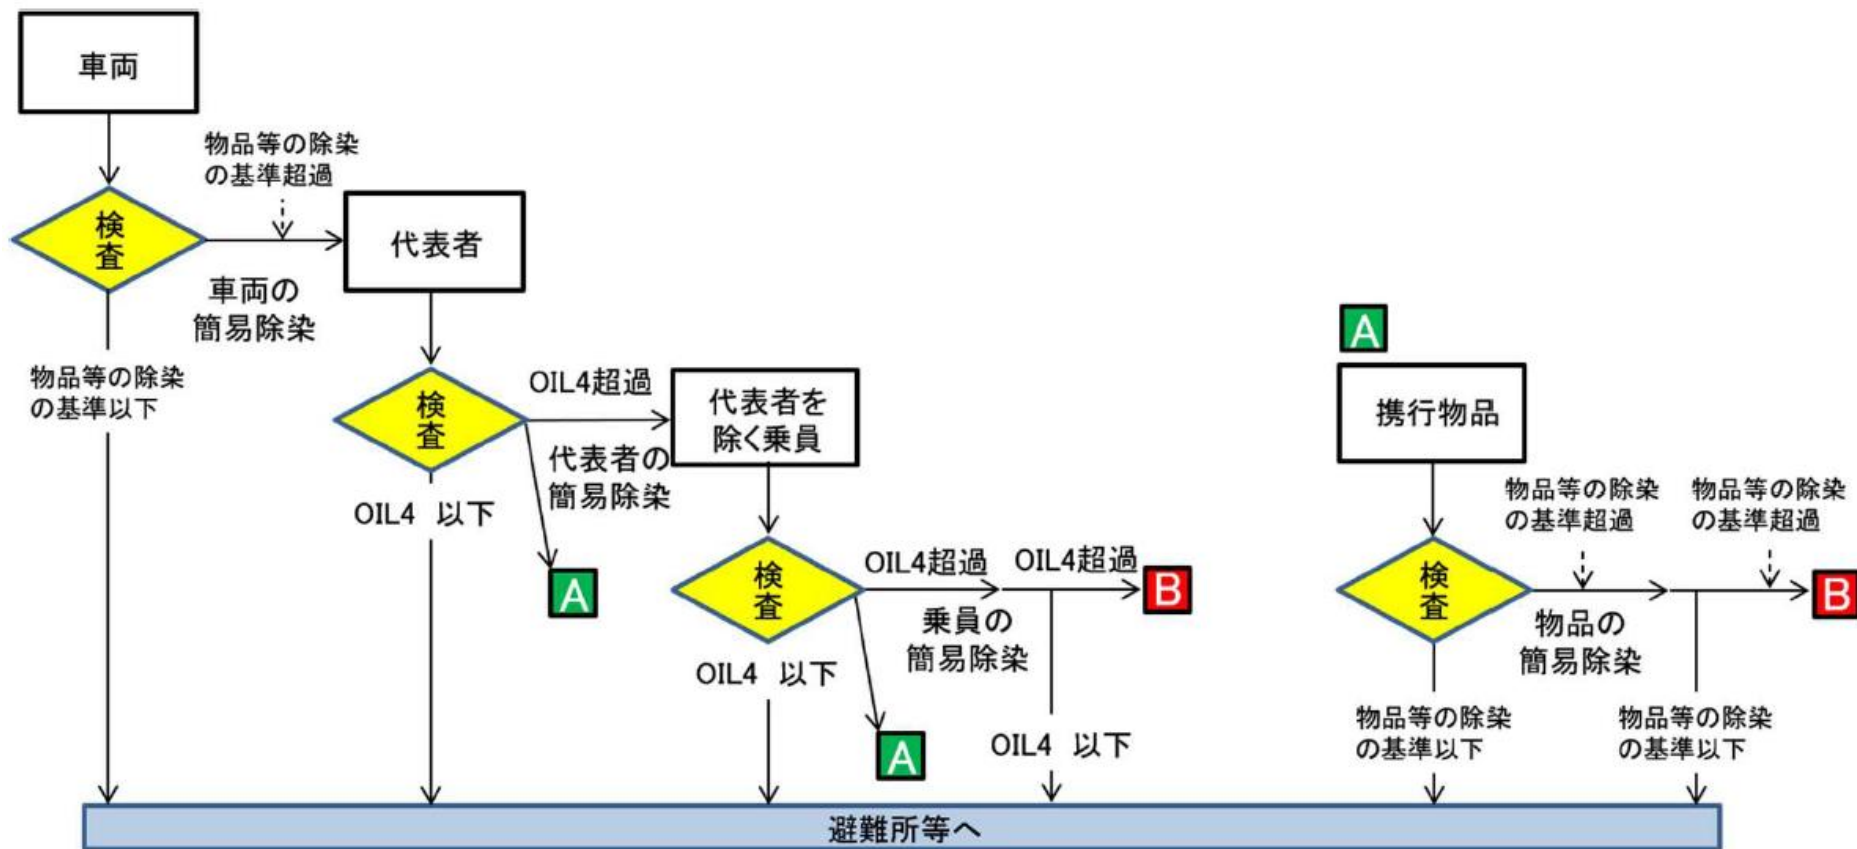 車両
物品等の除染
の基準超過
検
査
車両の
簡易除染
代表者
物品等の除染
の基準以下
検
査
OIL4超過
代表者の
簡易除染
代表者を
除く乗員
OIL4 以下
A
検
査
OIL4超過
OIL4超過
B
乗員の
簡易除染
OIL4 以下
A
OIL4 以下
A
携行物品
物品等の除染
の基準超過
物品等の除染
の基準超過
検
査
B
物品の
簡易除染
物品等の除染
の基準以下
物品等の除染
の基準以下
避難所等へ